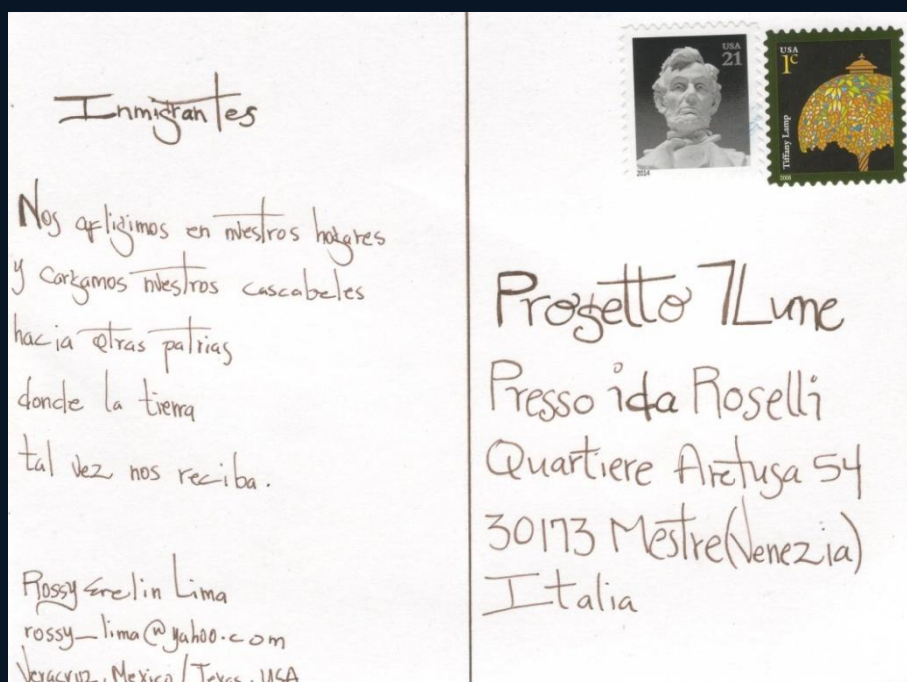 Inmigrantes
Nos afligimos en nuestros hogares
y cargamos nuestros cascabeles
hacia otras patrias
donde la tierra
tal vez nos reciba.
Rossy Evelin Lima
rossy_lima@yahoo.com
Veracruz, Mexico / Texas, USA
USA
21
2014
USA
1c
Tiffany Lamp
2008
Progetto 7Lune
Presso ida Roselli
Quartiere Aretusa 54
30173 Mestre (Venezia)
Italia